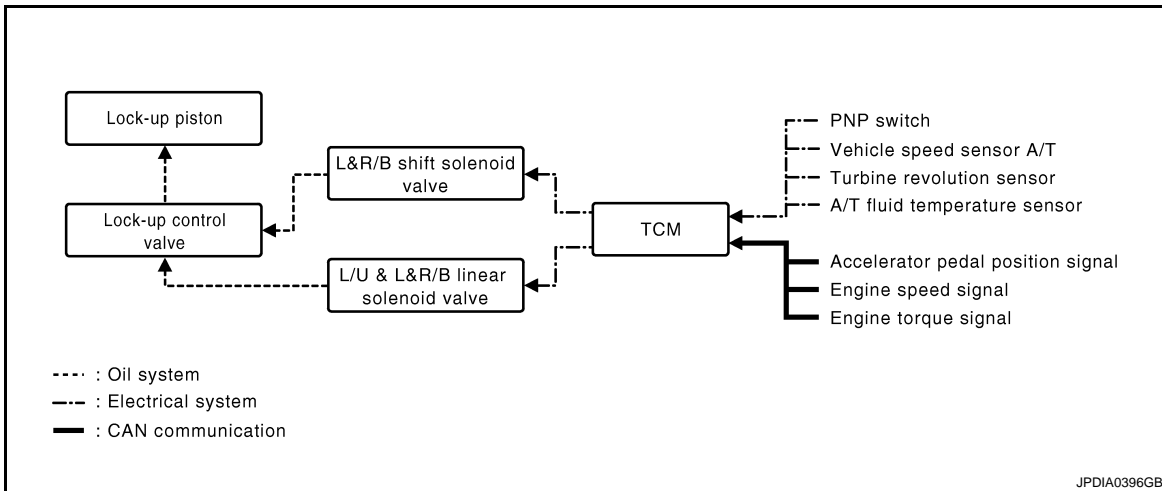 Lock-up piston
Lock-up control
valve
L&R/B shift solenoid
valve
L/U & L&R/B linear
solenoid valve
TCM
PNP switch
Vehicle speed sensor A/T
Turbine revolution sensor
A/T fluid temperature sensor
Accelerator pedal position signal
Engine speed signal
Engine torque signal
: Oil system
: Electrical system
: CAN communication
JPDIA0396GB